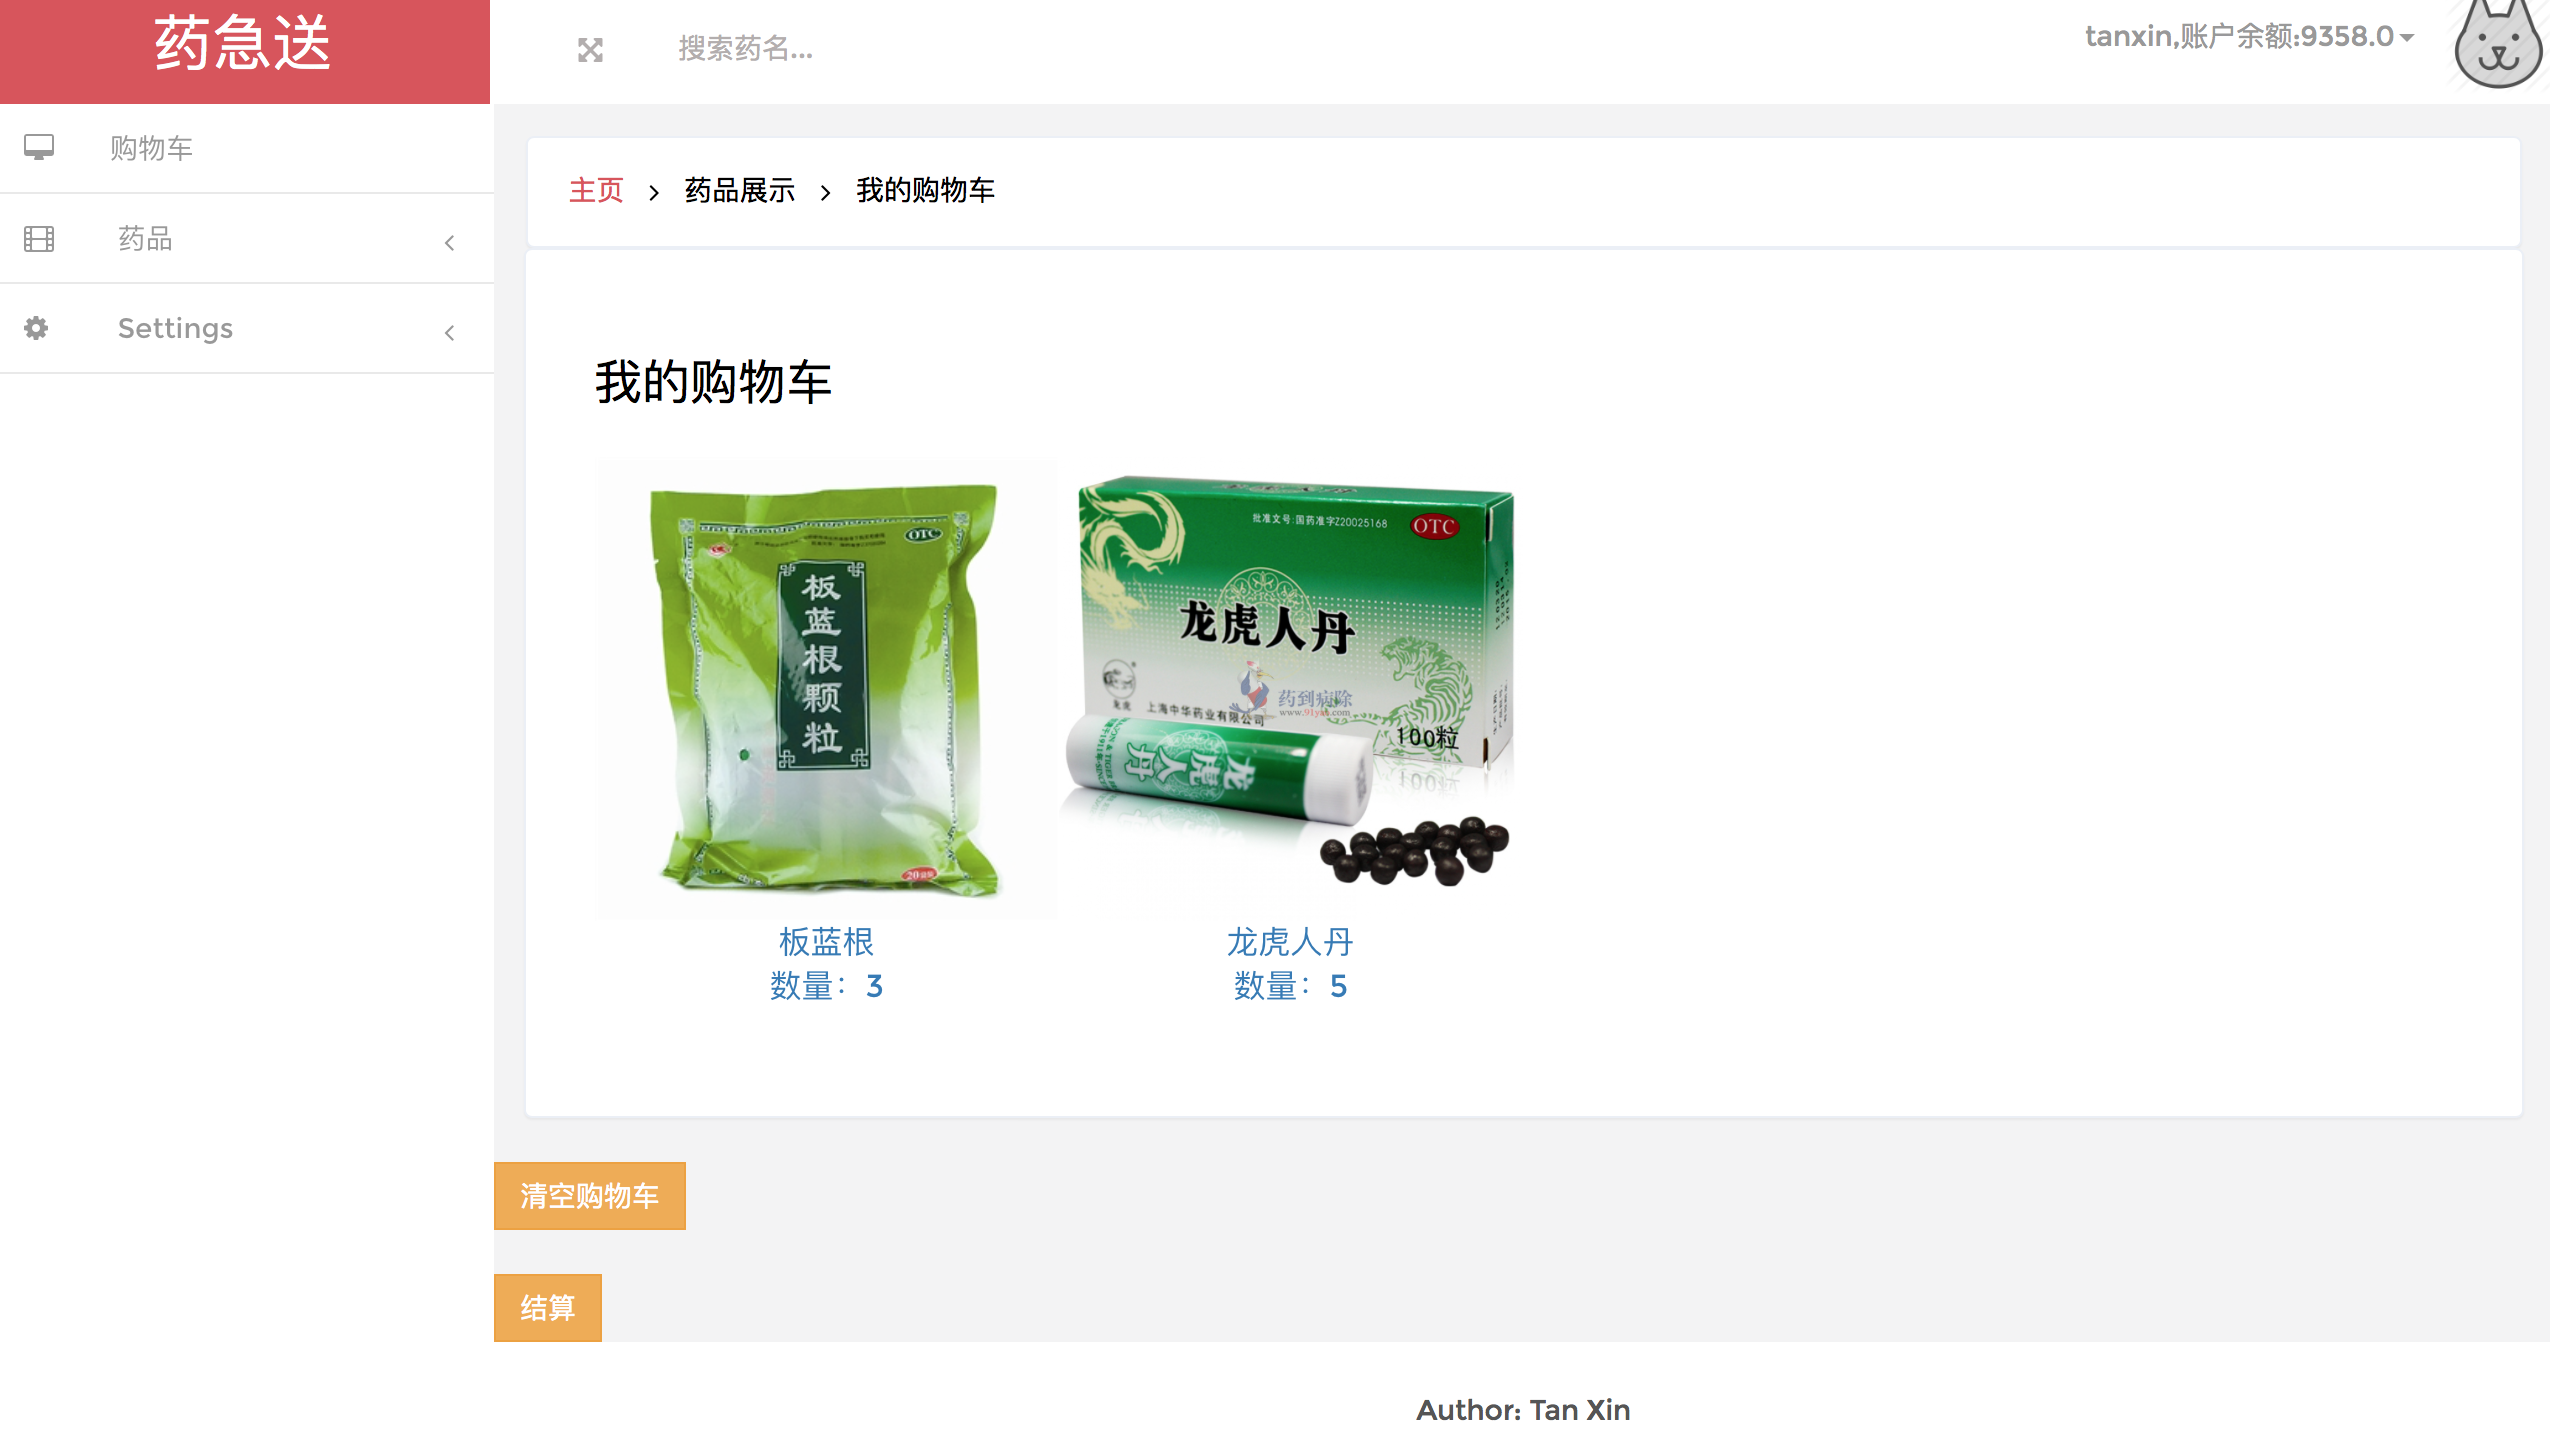 药急送
搜索药名...
tanxin,账户余额:9358.0
购物车
药品
Settings
主页 > 药品展示 > 我的购物车
我的购物车
OTC
板蓝根颗粒
批准文号:国药准字Z20025168 OTC
龙虎人丹
药到病除
龙虎 上海中华药业有限公司
100粒
龙虎人丹
板蓝根
数量：3
龙虎人丹
数量：5
清空购物车
结算
Author: Tan Xin